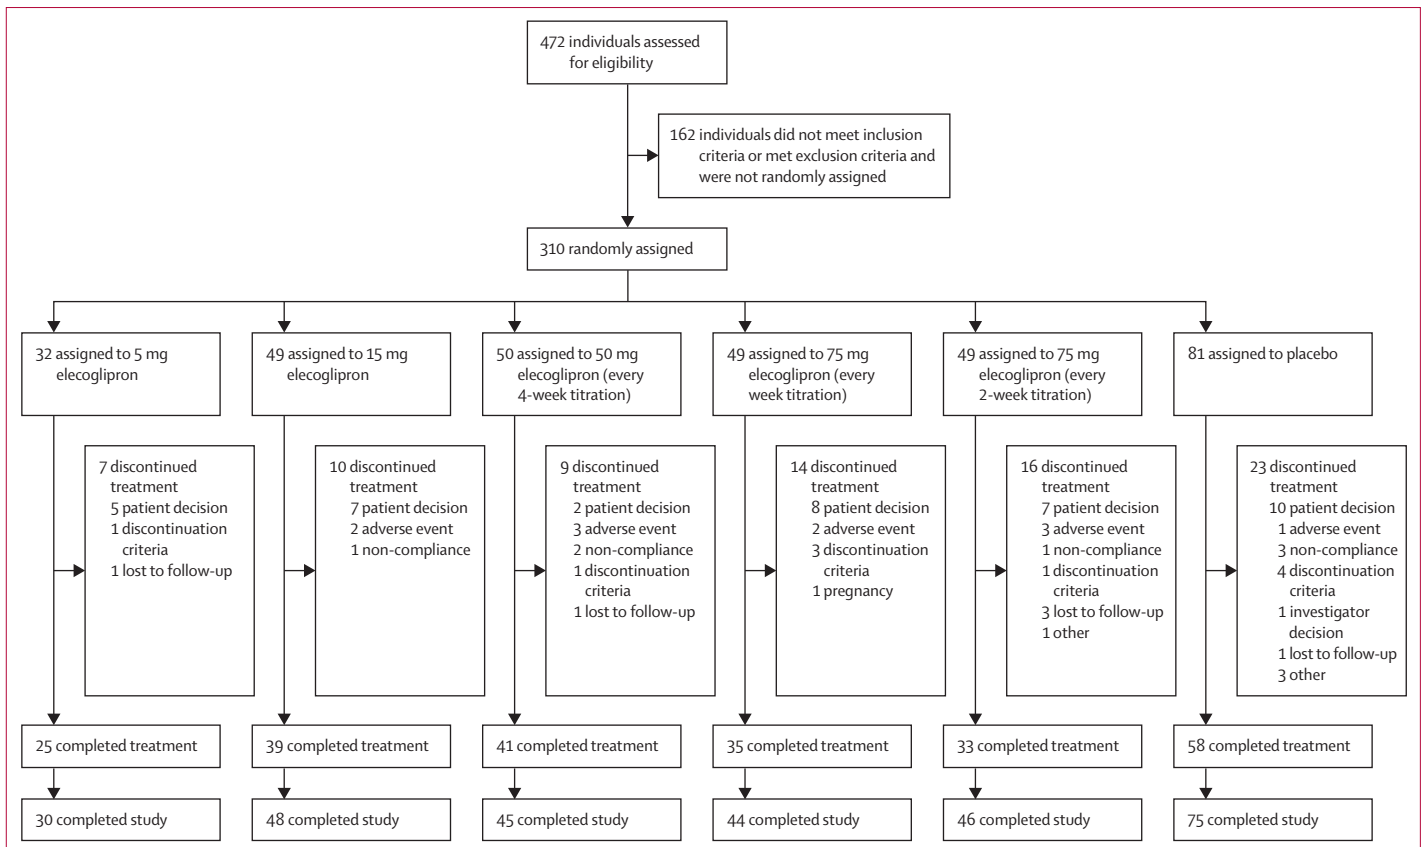 472 individuals assessed
for eligibility
162 individuals did not meet inclusion
criteria or met exclusion criteria and
were not randomly assigned
310 randomly assigned
32 assigned to 5 mg
elecoglipron
49 assigned to 15 mg
elecoglipron
50 assigned to 50 mg
elecoglipron (every
4-week titration)
49 assigned to 75 mg
elecoglipron (every
week titration)
49 assigned to 75 mg
elecoglipron (every
2-week titration)
81 assigned to placebo
7 discontinued
treatment
5 patient decision
1 discontinuation
criteria
1 lost to follow-up
10 discontinued
treatment
7 patient decision
2 adverse event
1 non-compliance
9 discontinued
treatment
2 patient decision
3 adverse event
2 non-compliance
1 discontinuation
criteria
1 lost to follow-up
14 discontinued
treatment
8 patient decision
2 adverse event
3 discontinuation
criteria
1 pregnancy
16 discontinued
treatment
7 patient decision
3 adverse event
1 non-compliance
1 discontinuation
criteria
3 lost to follow-up
1 other
23 discontinued
treatment
10 patient decision
1 adverse event
3 non-compliance
4 discontinuation
criteria
1 investigator
decision
1 lost to follow-up
3 other
25 completed treatment
39 completed treatment
41 completed treatment
35 completed treatment
33 completed treatment
58 completed treatment
30 completed study
48 completed study
45 completed study
44 completed study
46 completed study
75 completed study